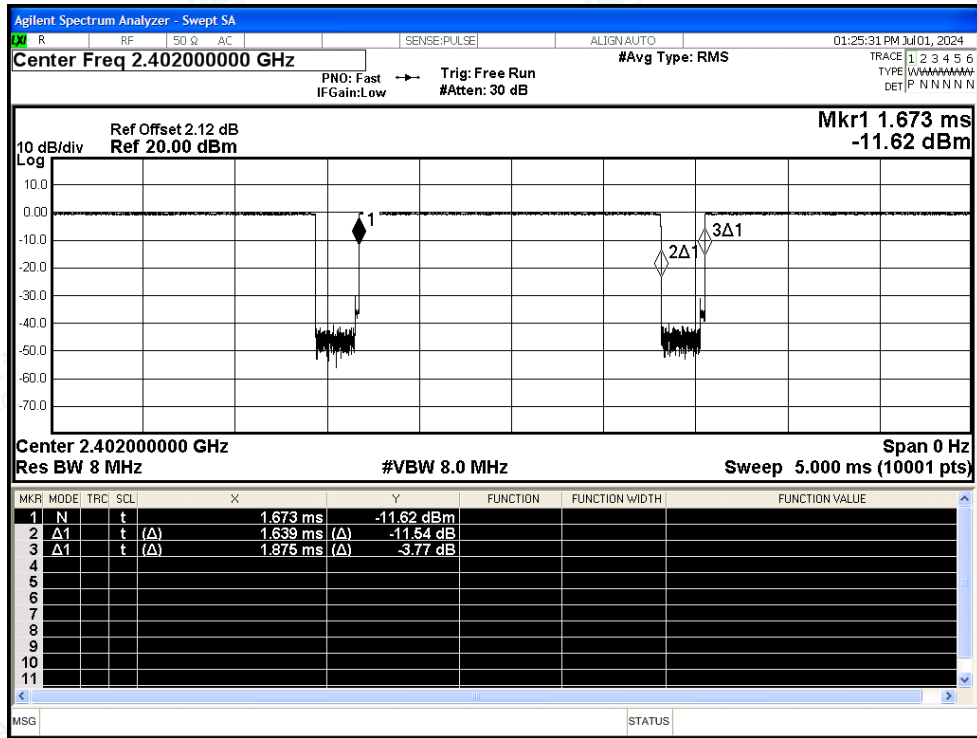 Agilent Spectrum Analyzer - Swept SA
LXI R RF 50 Ω AC SENSE:PULSE ALIGN AUTO 01:25:31 PM Jul 01, 2024
Center Freq 2.402000000 GHz #Avg Type: RMS TRACE 1 2 3 4 5 6
PNO: Fast Trig: Free Run TYPE WWWWWW
IFGain:Low #Atten: 30 dB DET P N N N N N
Mkr1 1.673 ms
Ref Offset 2.12 dB
10 dB/div Ref 20.00 dBm -11.62 dBm
Log
10.0
0.00
1
3Δ1
-10.0
2Δ1
-20.0
-30.0
-40.0
-50.0
-60.0
-70.0
Center 2.402000000 GHz Span 0 Hz
Res BW 8 MHz #VBW 8.0 MHz Sweep 5.000 ms (10001 pts)
MKR MODE TRC SCL X Y FUNCTION FUNCTION WIDTH FUNCTION VALUE
1 N t 1.673 ms -11.62 dBm
2 Δ1 t (Δ) 1.639 ms (Δ) -11.54 dB
3 Δ1 t (Δ) 1.875 ms (Δ) -3.77 dB
4
5
6
7
8
9
10
11
MSG STATUS